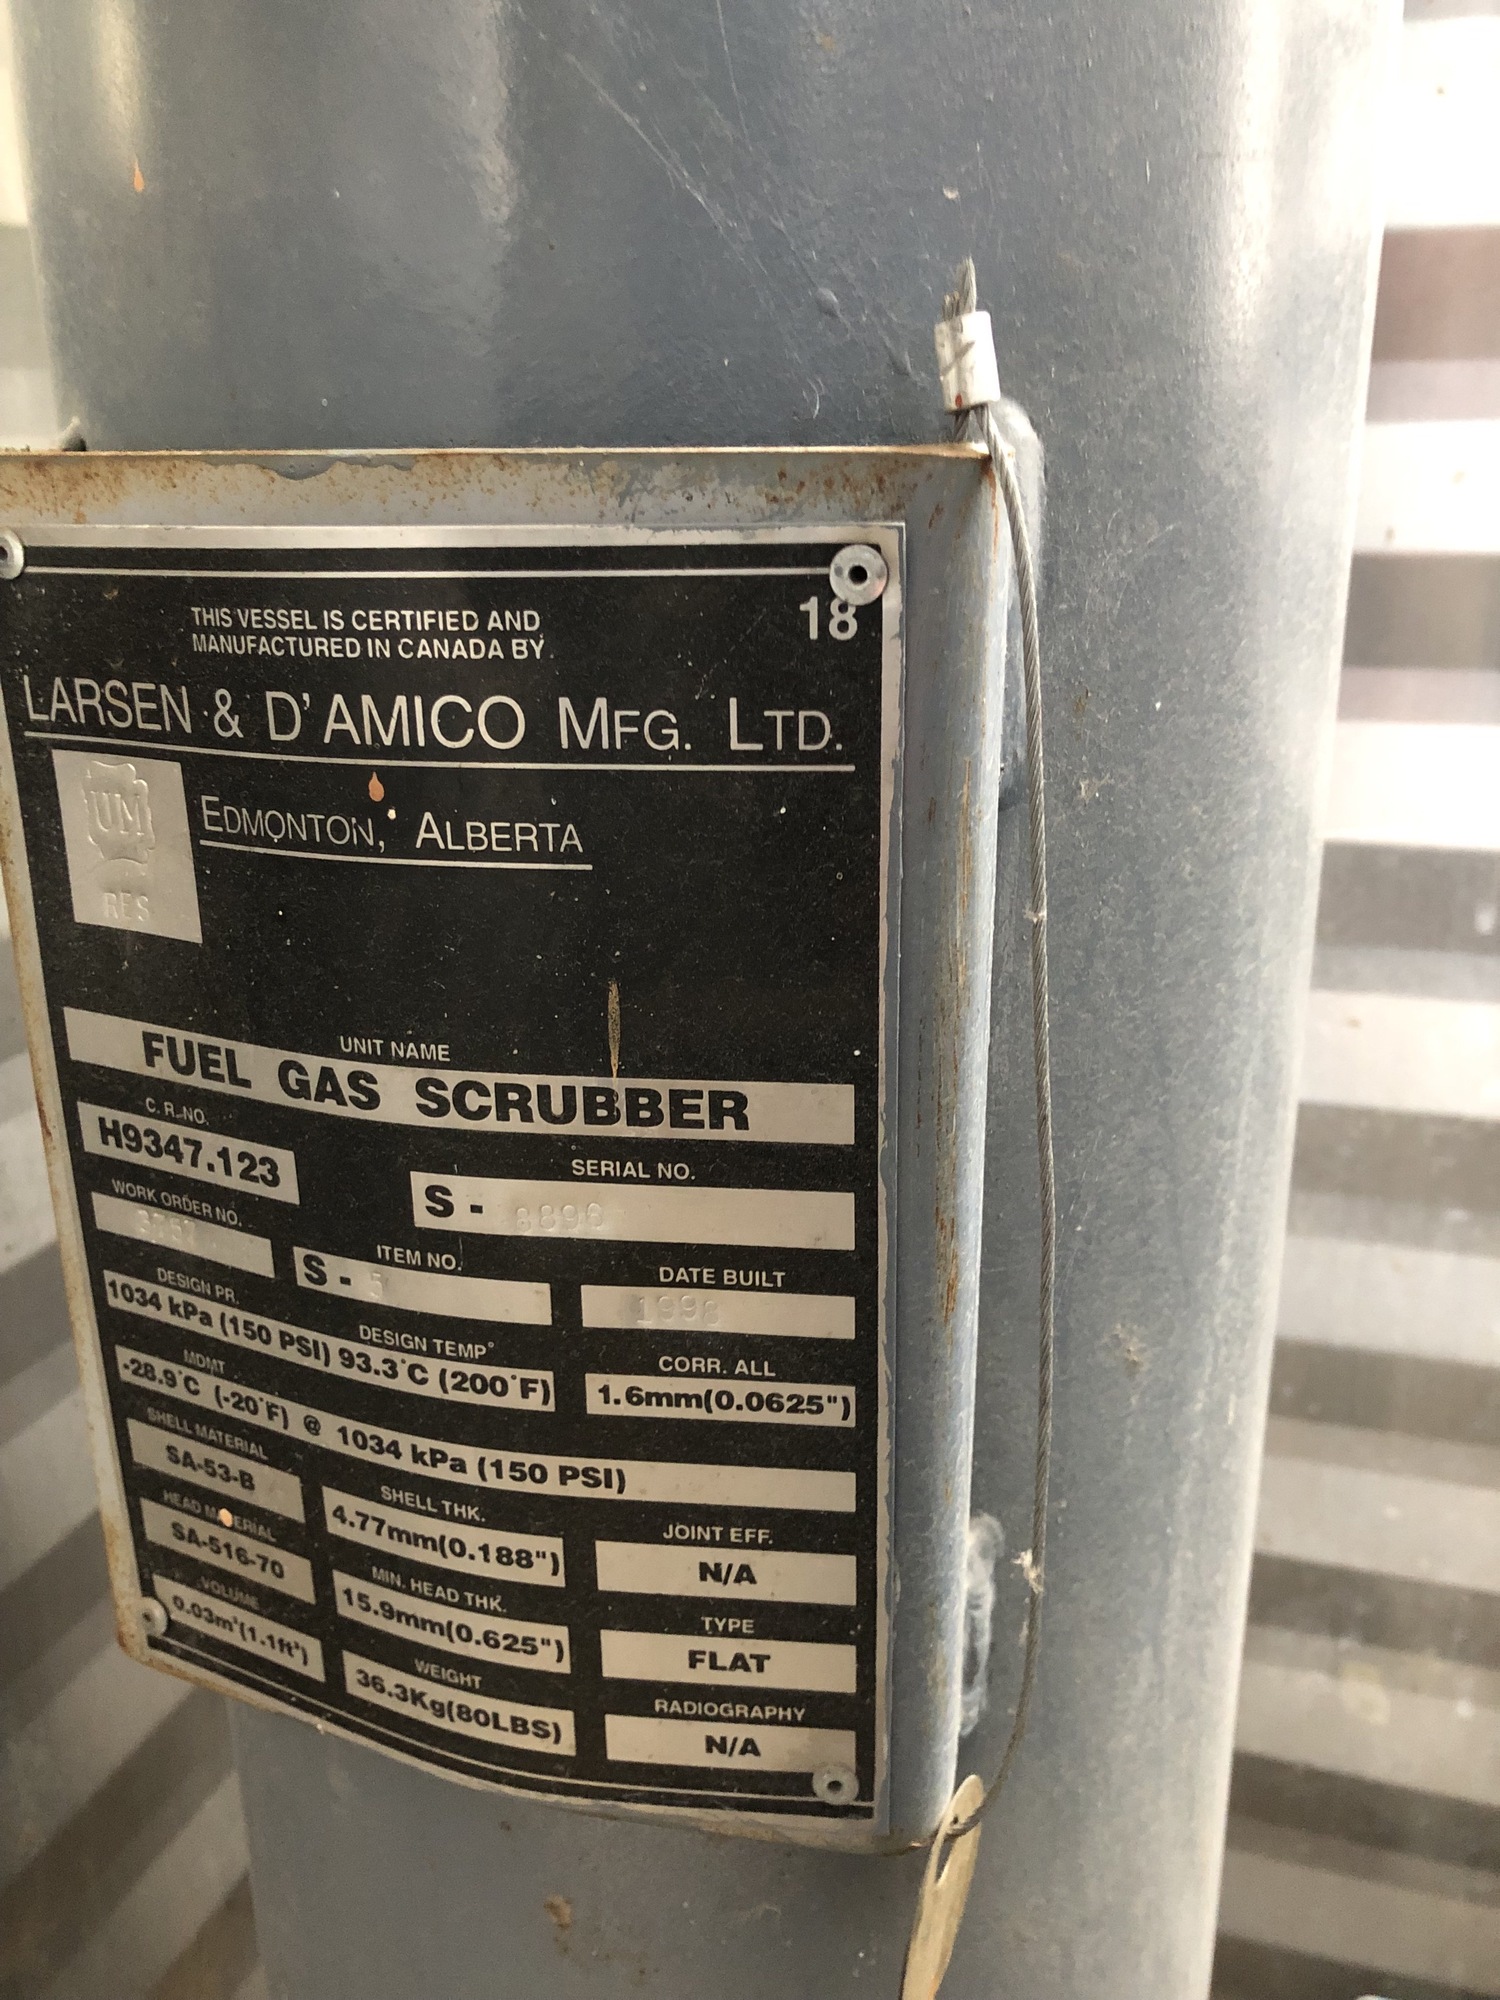 18
THIS VESSEL IS CERTIFIED AND
MANUFACTURED IN CANADA BY
LARSEN & D'AMICO MFG. LTD.
UM
RES
EDMONTON, ALBERTA
UNIT NAME
FUEL GAS SCRUBBER
C.R. NO.
H9347.123
SERIAL NO.
S -
WORK ORDER NO.
ITEM NO.
S - 5
DATE BUILT
1998
DESIGN PR.
1034 kPa (150 PSI)
DESIGN TEMP°
93.3°C (200°F)
CORR. ALL
1.6mm(0.0625")
MDMT
-28.9°C (-20°F) @ 1034 kPa (150 PSI)
SHELL MATERIAL
SA-53-B
SHELL THK.
4.77mm(0.188")
JOINT EFF.
N/A
HEAD MATERIAL
SA-516-70
MIN. HEAD THK.
15.9mm(0.625")
TYPE
FLAT
VOLUME
0.03m³(1.1ft³)
WEIGHT
36.3Kg(80LBS)
RADIOGRAPHY
N/A